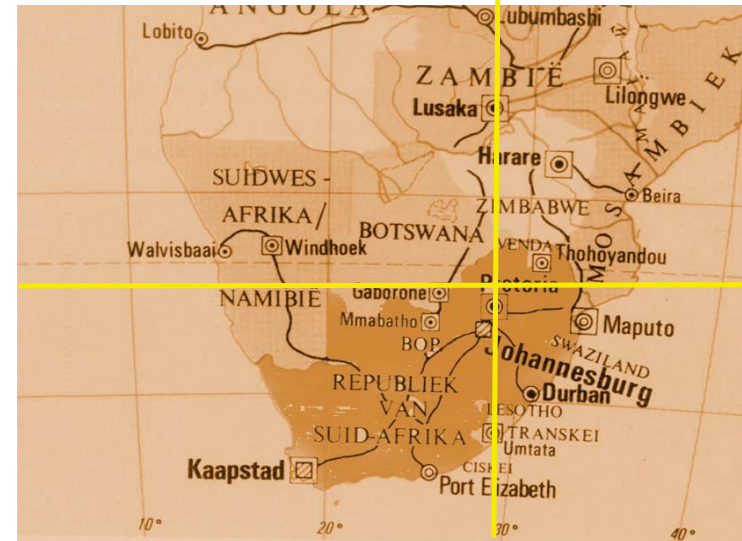 ANGOLA
Lubumbashi
Lobito
ZAMBIË
Lilongwe
Lusaka
MALAWI
MOSAMBIEK
Harare
SUIDWES-
AFRIKA/
Beira
ZIMBABWE
BOTSWANA
Walvisbaai
Windhoek
VENDA
Thohoyandou
Pretoria
NAMIBIË
Gaborone
Mmabatho
Maputo
BOP
SWAZILAND
Johannesburg
REPUBLIEK
VAN
SUID-AFRIKA
Durban
LESOTHO
TRANSKEI
Umtata
CISKEI
Kaapstad
Port Elizabeth
10°
20°
30°
40°